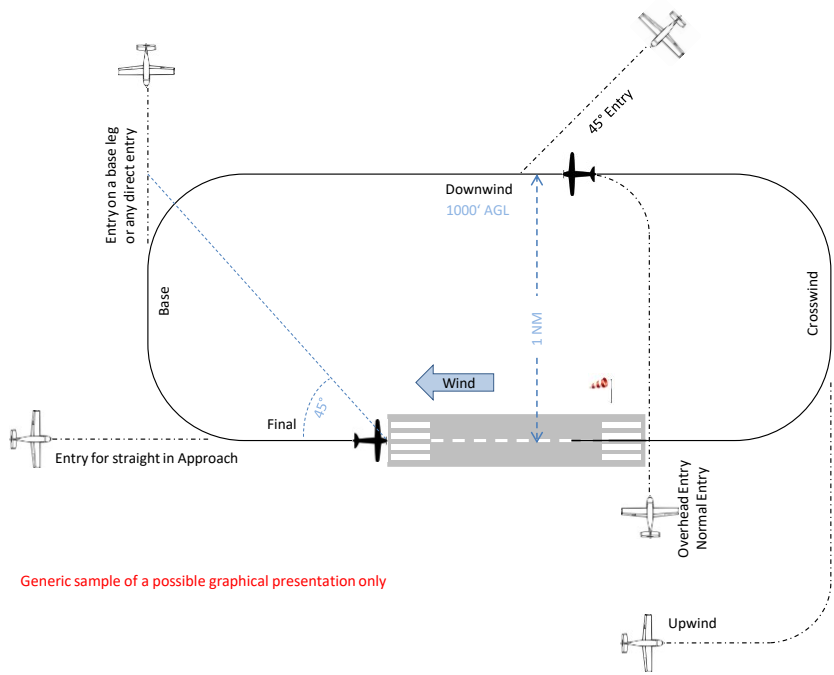 45° Entry
Entry on a base leg
or any direct entry
Downwind
1000‘ AGL
Base
1 NM
Crosswind
Wind
45°
Final
Entry for straight in Approach
Overhead Entry
Normal Entry
Generic sample of a possible graphical presentation only
Upwind